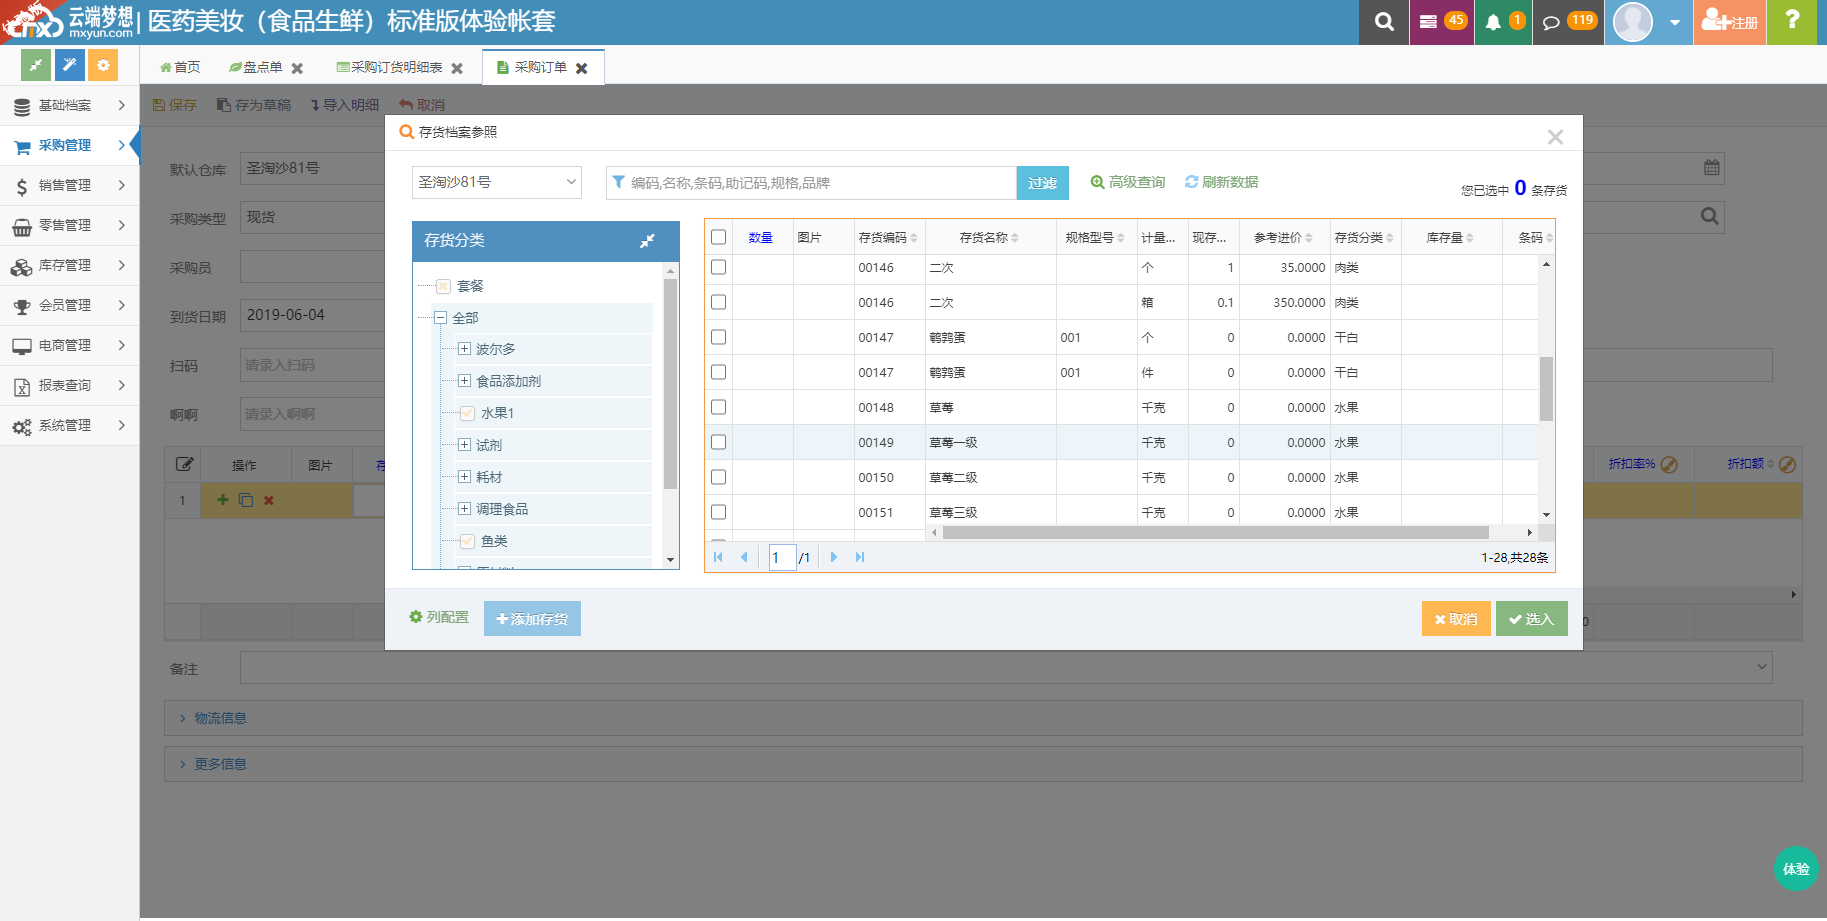 云端梦想
mxyun.com
医药美妆（食品生鲜）标准版体验帐套
45
1
119
注册
?
首页
盘点单
采购订货明细表
采购订单
基础档案
采购管理
销售管理
零售管理
库存管理
会员管理
电商管理
报表查询
系统管理
保存
存为草稿
导入明细
取消
默认仓库
圣淘沙81号
采购类型
现货
采购员
到货日期
2019-06-04
扫码
请录入扫码
啊啊
请录入啊啊
操作
图片
存
折扣率%
折扣额
1
0
备注
物流信息
更多信息
存货档案参照
圣淘沙81号
编码,名称,条码,助记码,规格,品牌
过滤
高级查询
刷新数据
您已选中 0 条存货
存货分类
套餐
全部
波尔多
食品添加剂
水果1
试剂
耗材
调理食品
鱼类
数量 图片 存货编码 存货名称 规格型号 计量... 现存... 参考进价 存货分类 库存量 条码
00146 二次 个 1 35.0000 肉类
00146 二次 箱 0.1 350.0000 肉类
00147 鹌鹑蛋 001 个 0 0.0000 干白
00147 鹌鹑蛋 001 件 0 0.0000 干白
00148 草莓 千克 0 0.0000 水果
00149 草莓一级 千克 0 0.0000 水果
00150 草莓二级 千克 0 0.0000 水果
00151 草莓三级 千克 0 0.0000 水果
1 /1
1-28,共28条
列配置
添加存货
取消
选入
体验